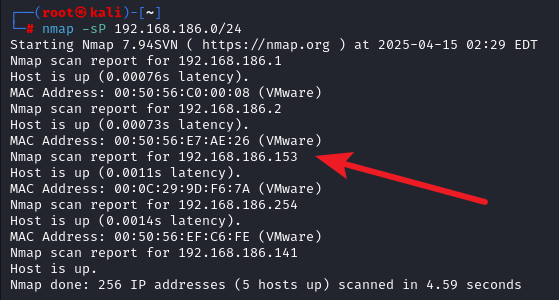 ┌──(root㉿kali)-[~]
└─# nmap -sP 192.168.186.0/24
Starting Nmap 7.94SVN ( https://nmap.org ) at 2025-04-15 02:29 EDT
Nmap scan report for 192.168.186.1
Host is up (0.00076s latency).
MAC Address: 00:50:56:C0:00:08 (VMware)
Nmap scan report for 192.168.186.2
Host is up (0.00073s latency).
MAC Address: 00:50:56:E7:AE:26 (VMware)
Nmap scan report for 192.168.186.153
Host is up (0.0011s latency).
MAC Address: 00:0C:29:9D:F6:7A (VMware)
Nmap scan report for 192.168.186.254
Host is up (0.0014s latency).
MAC Address: 00:50:56:EF:C6:FE (VMware)
Nmap scan report for 192.168.186.141
Host is up.
Nmap done: 256 IP addresses (5 hosts up) scanned in 4.59 seconds